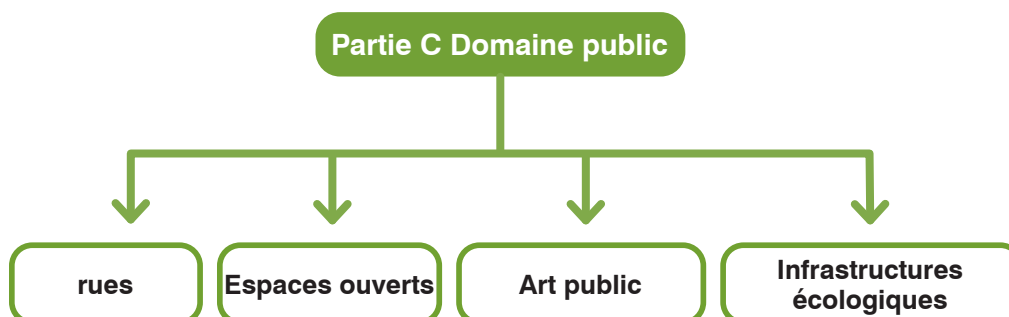 Partie C Domaine public
rues
Espaces ouverts
Art public
Infrastructures
écologiques